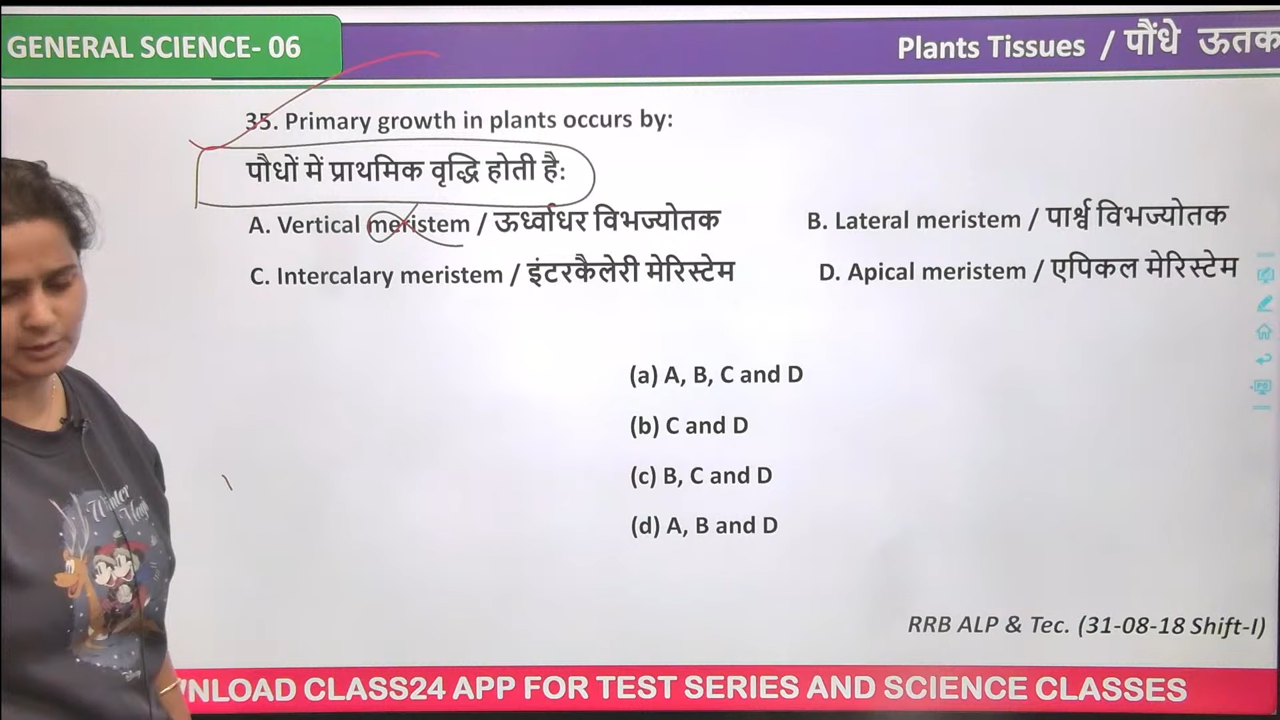 GENERAL SCIENCE- 06
Plants Tissues / पौंधे ऊतक
35. Primary growth in plants occurs by:
पौधों में प्राथमिक वृद्धि होती है:
A. Vertical meristem / ऊर्ध्वाधर विभज्योतक
B. Lateral meristem / पार्श्व विभज्योतक
C. Intercalary meristem / इंटरकैलेरी मेरिस्टेम
D. Apical meristem / एपिकल मेरिस्टेम
(a) A, B, C and D
(b) C and D
(c) B, C and D
(d) A, B and D
Winter
RRB ALP & Tec. (31-08-18 Shift-I)
NLOAD CLASS24 APP FOR TEST SERIES AND SCIENCE CLASSES